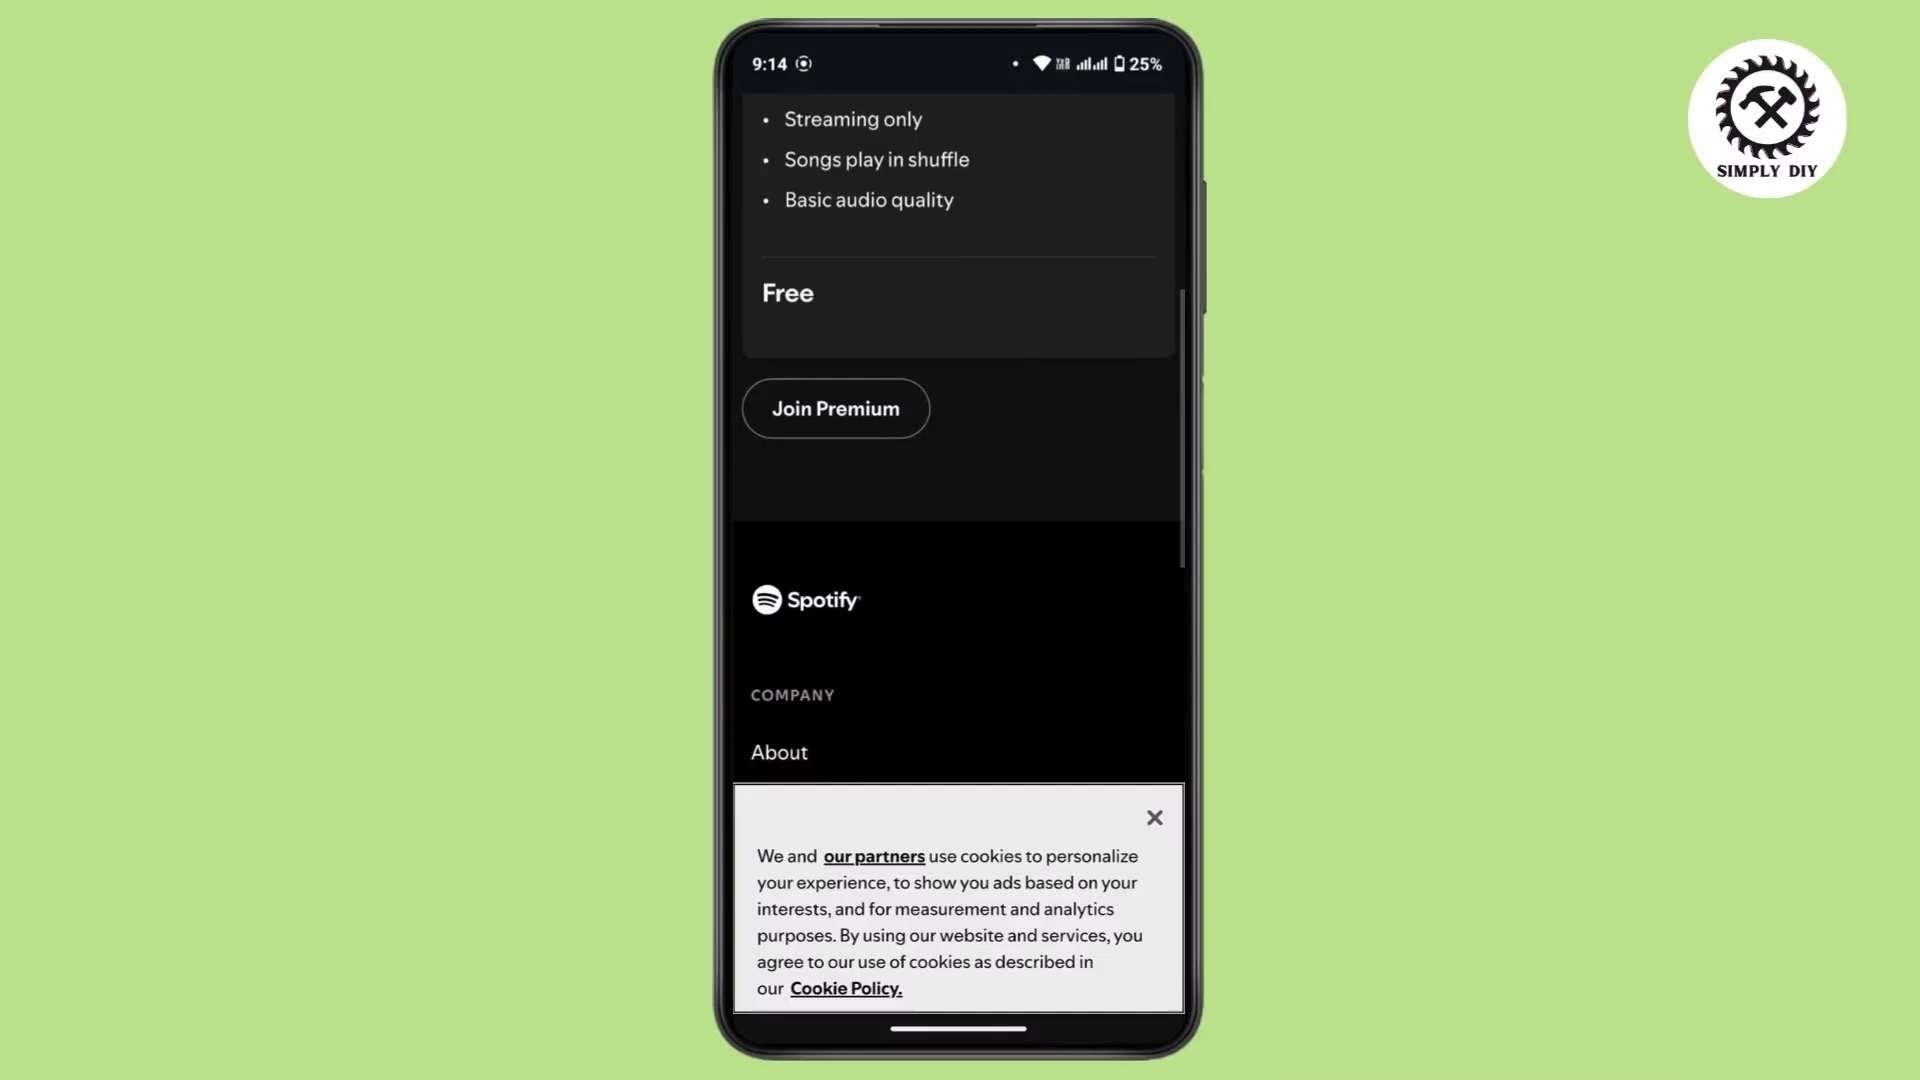 9:14
25%
SIMPLY DIY
• Streaming only
• Songs play in shuffle
• Basic audio quality
Free
Join Premium
Spotify
COMPANY
About
We and our partners use cookies to personalize
your experience, to show you ads based on your
interests, and for measurement and analytics
purposes. By using our website and services, you
agree to our use of cookies as described in
our Cookie Policy.